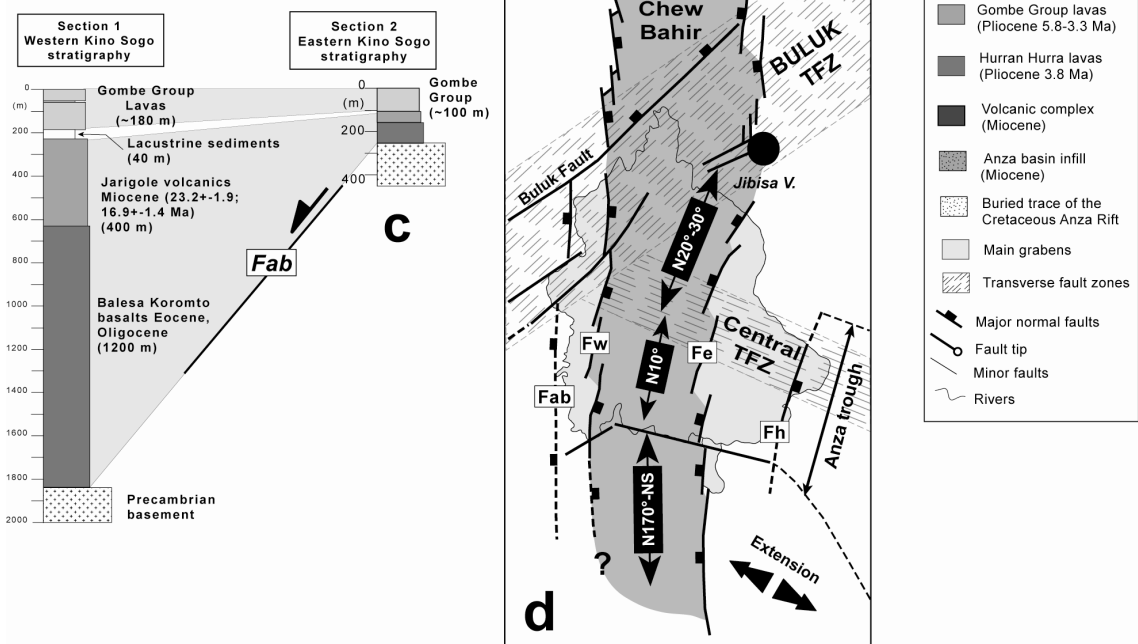 Section 1
Western Kino Sogo
stratigraphy
Section 2
Eastern Kino Sogo
stratigraphy
0
(m)
200
400
600
800
1000
1200
1400
1600
1800
2000
Gombe Group
Lavas
(~180 m)
Lacustrine sediments
(40 m)
Jarigole volcanics
Miocene (23.2+-1.9;
16.9+-1.4 Ma)
(400 m)
Balesa Koromto
basalts Eocene,
Oligocene
(1200 m)
Precambrian
basement
0
(m)
200
400
Gombe
Group
(~100 m)
Fab
c
Chew
Bahir
BULUK
TFZ
Buluk Fault
Jibisa V.
N20°-30°
Central
TFZ
N10°
Fw
Fe
Fab
Fh
Anza trough
N170°-NS
?
Extension
d
Gombe Group lavas
(Pliocene 5.8-3.3 Ma)
Hurran Hurra lavas
(Pliocene 3.8 Ma)
Volcanic complex
(Miocene)
Anza basin infill
(Miocene)
Buried trace of the
Cretaceous Anza Rift
Main grabens
Transverse fault zones
Major normal faults
Fault tip
Minor faults
Rivers